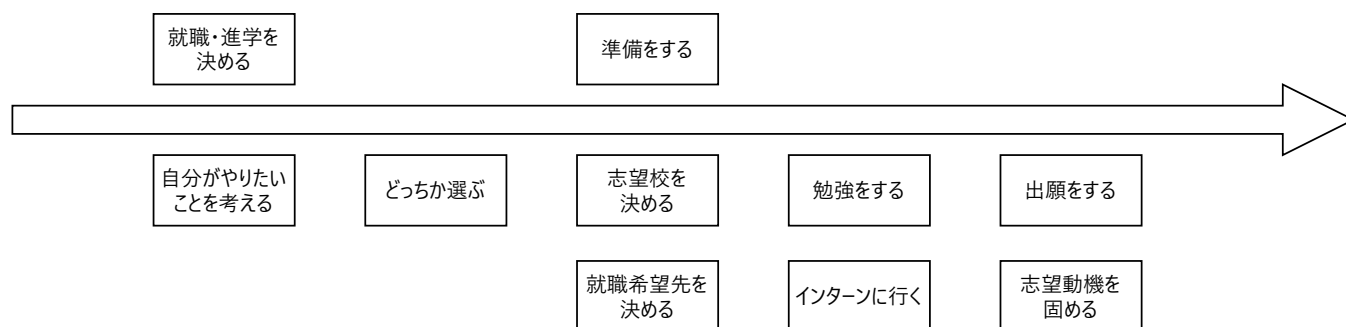 就職・進学を
決める
準備をする
自分がやりたい
ことを考える
どっちか選ぶ
志望校を
決める
勉強をする
出願をする
就職希望先を
決める
インターンに行く
志望動機を
固める